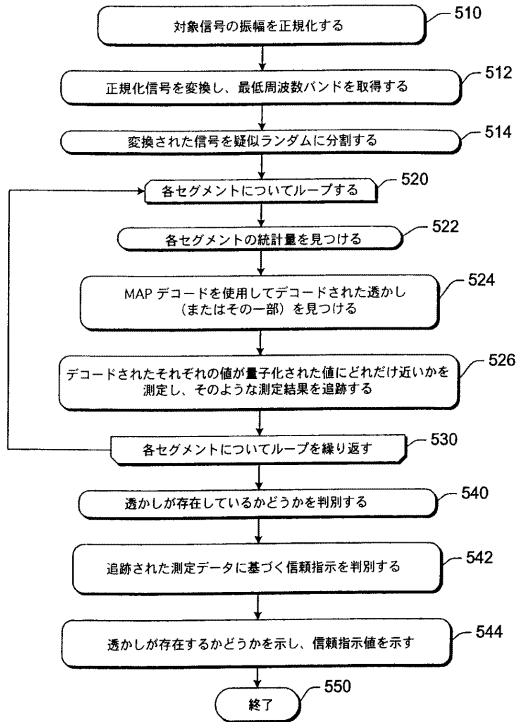 対象信号の振幅を正規化する
510
正規化信号を変換し、最低周波数バンドを取得する
512
変換された信号を疑似ランダムに分割する
514
各セグメントについてループする
520
各セグメントの統計量を見つける
522
MAP デコードを使用してデコードされた透かし
（またはその一部）を見つける
524
デコードされたそれぞれの値が量子化された値にどれだけ近いかを
測定し、そのような測定結果を追跡する
526
各セグメントについてループを繰り返す
530
透かしが存在しているかどうかを判別する
540
追跡された測定データに基づく信頼指示を判別する
542
透かしが存在するかどうかを示し、信頼指示値を示す
544
終了
550